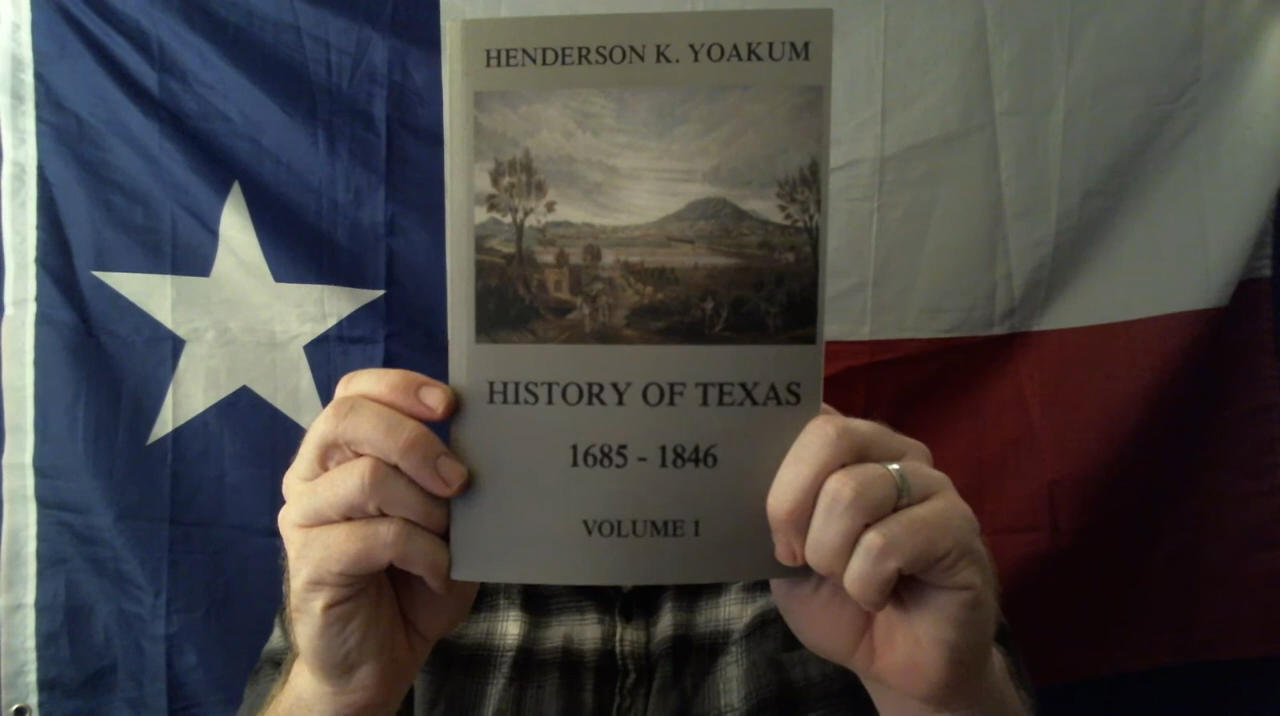 HENDERSON K. YOAKUM
HISTORY OF TEXAS
1685 - 1846
VOLUME I